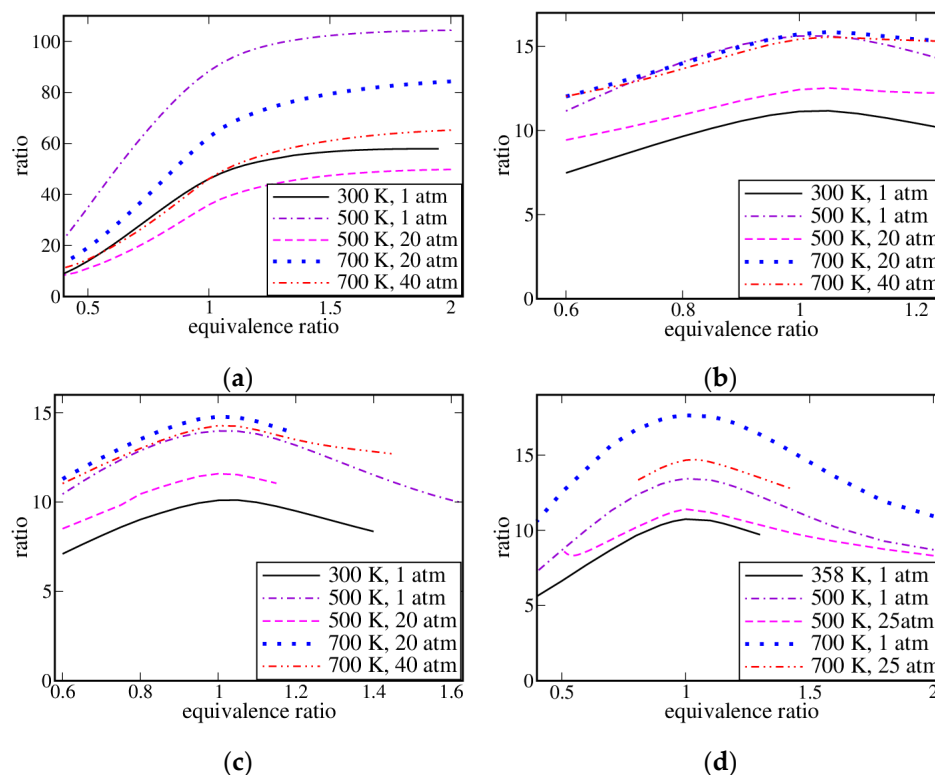 100
80
60
40
20
0
ratio
0.5
1
1.5
2
equivalence ratio
300 K, 1 atm
500 K, 1 atm
500 K, 20 atm
700 K, 20 atm
700 K, 40 atm
(a)
15
10
5
0
ratio
0.6
0.8
1
1.2
equivalence ratio
300 K, 1 atm
500 K, 1 atm
500 K, 20 atm
700 K, 20 atm
700 K, 40 atm
(b)
15
10
5
0
ratio
0.6
0.8
1
1.2
1.4
1.6
equivalence ratio
300 K, 1 atm
500 K, 1 atm
500 K, 20 atm
700 K, 20 atm
700 K, 40 atm
(c)
15
10
5
0
ratio
0.5
1
1.5
2
equivalence ratio
358 K, 1 atm
500 K, 1 atm
500 K, 25atm
700 K, 1 atm
700 K, 25 atm
(d)